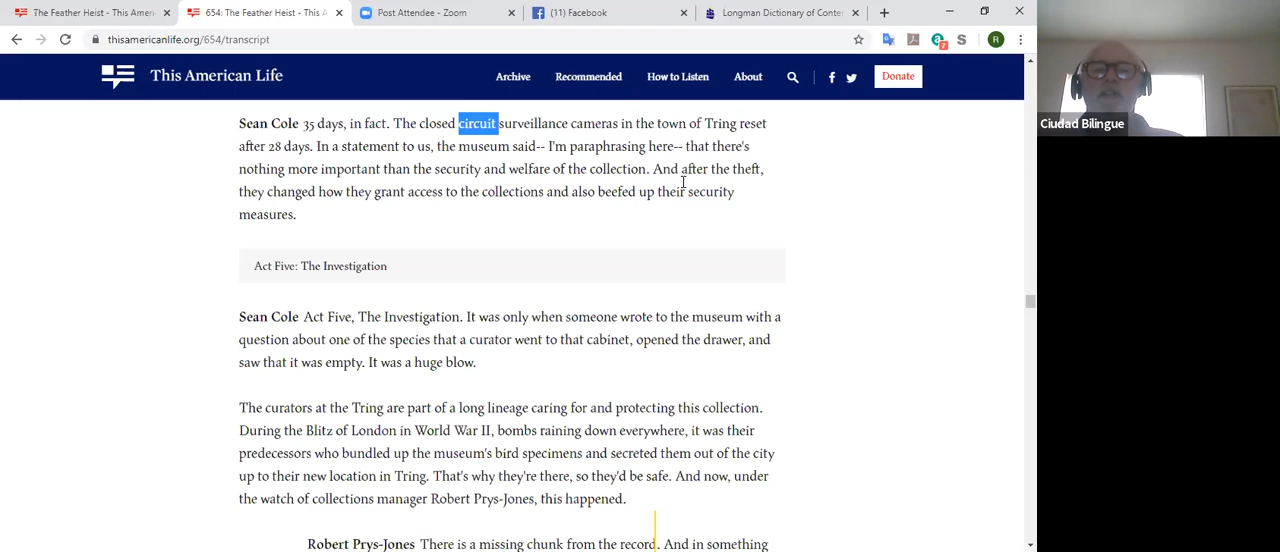 The Feather Heist - This Ameri
654: The Feather Heist - This A
Post Attendee - Zoom
(11) Facebook
Longman Dictionary of Conter
thisamericanlife.org/654/transcript
7
S
R
This American Life
Archive
Recommended
How to Listen
About
Donate
Ciudad Bilingue
Sean Cole 35 days, in fact. The closed circuit surveillance cameras in the town of Tring reset
after 28 days. In a statement to us, the museum said-- I'm paraphrasing here-- that there's
nothing more important than the security and welfare of the collection. And after the theft,
they changed how they grant access to the collections and also beefed up their security
measures.
Act Five: The Investigation
Sean Cole Act Five, The Investigation. It was only when someone wrote to the museum with a
question about one of the species that a curator went to that cabinet, opened the drawer, and
saw that it was empty. It was a huge blow.
The curators at the Tring are part of a long lineage caring for and protecting this collection.
During the Blitz of London in World War II, bombs raining down everywhere, it was their
predecessors who bundled up the museum's bird specimens and secreted them out of the city
up to their new location in Tring. That's why they're there, so they'd be safe. And now, under
the watch of collections manager Robert Prys-Jones, this happened.
Robert Prys-Jones There is a missing chunk from the record. And in something